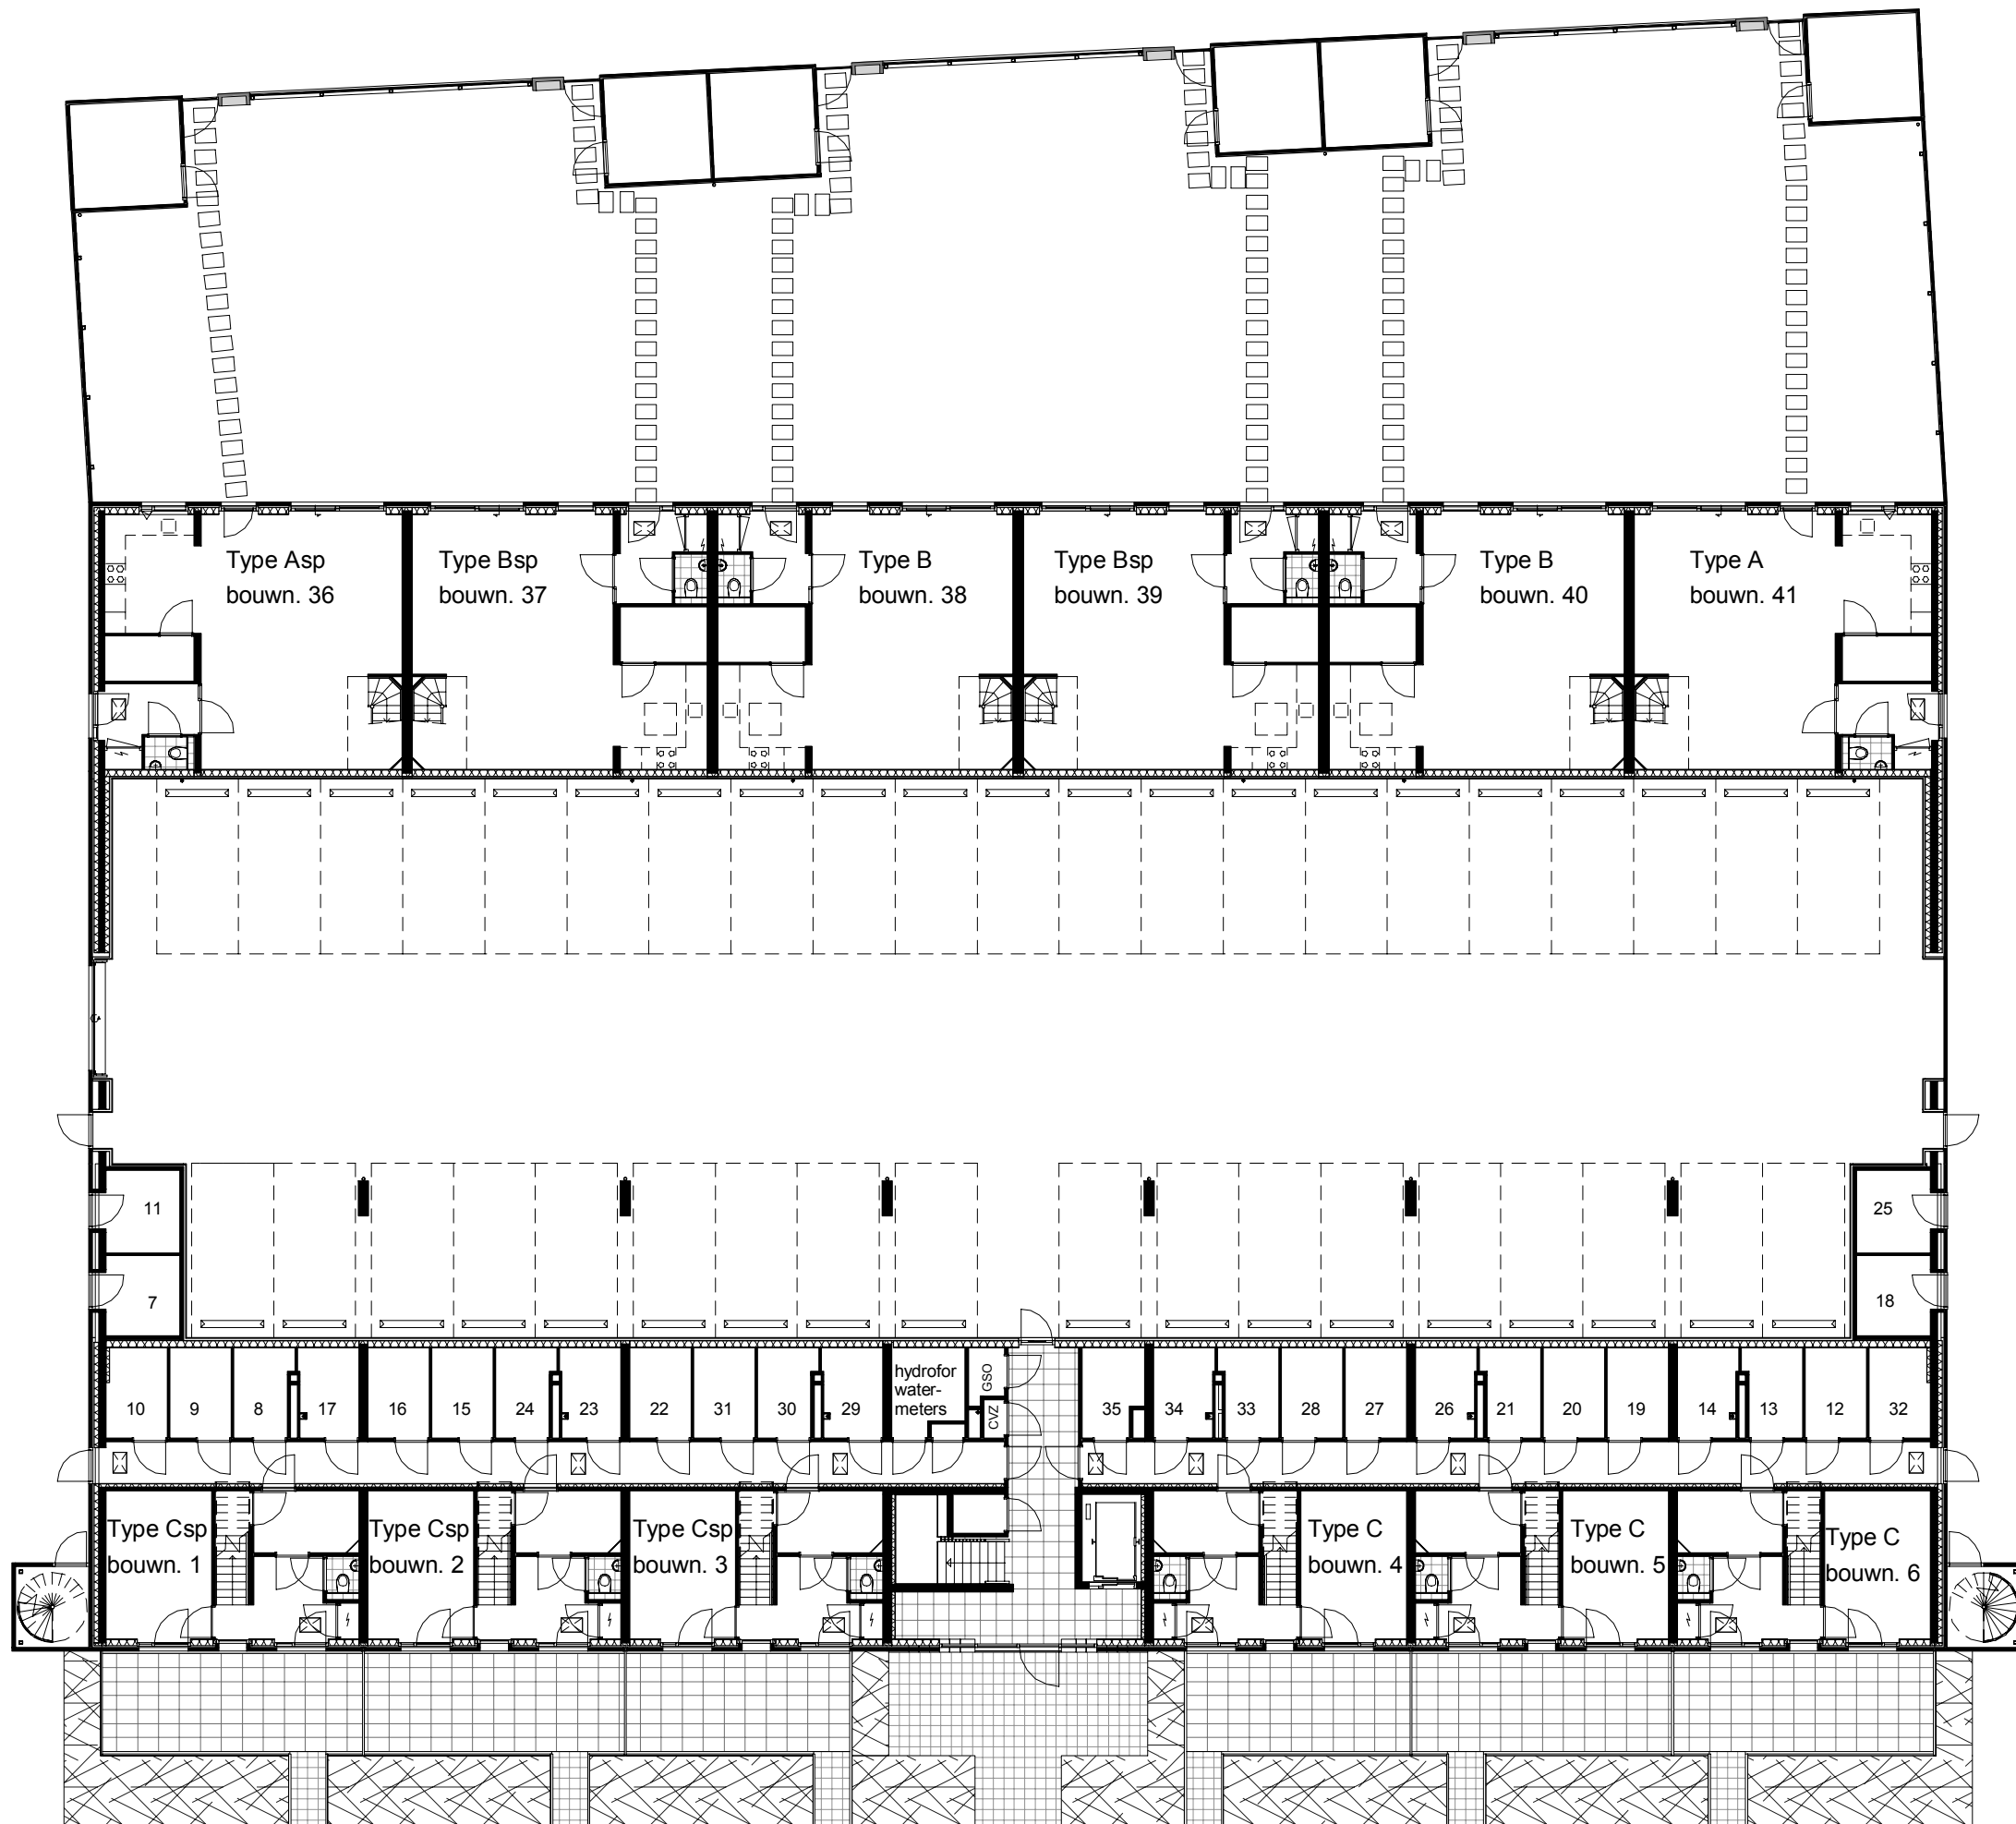 Type Asp
bouwn. 36
Type Bsp
bouwn. 37
Type B
bouwn. 38
Type Bsp
bouwn. 39
Type B
bouwn. 40
Type A
bouwn. 41
11
25
7
18
10
9
8
17
16
15
24
23
22
31
30
29
hydrofor
water-
meters
GSO
CVZ
35
34
33
28
27
26
21
20
19
14
13
12
32
Type Csp
bouwn. 1
Type Csp
bouwn. 2
Type Csp
bouwn. 3
Type C
bouwn. 4
Type C
bouwn. 5
Type C
bouwn. 6